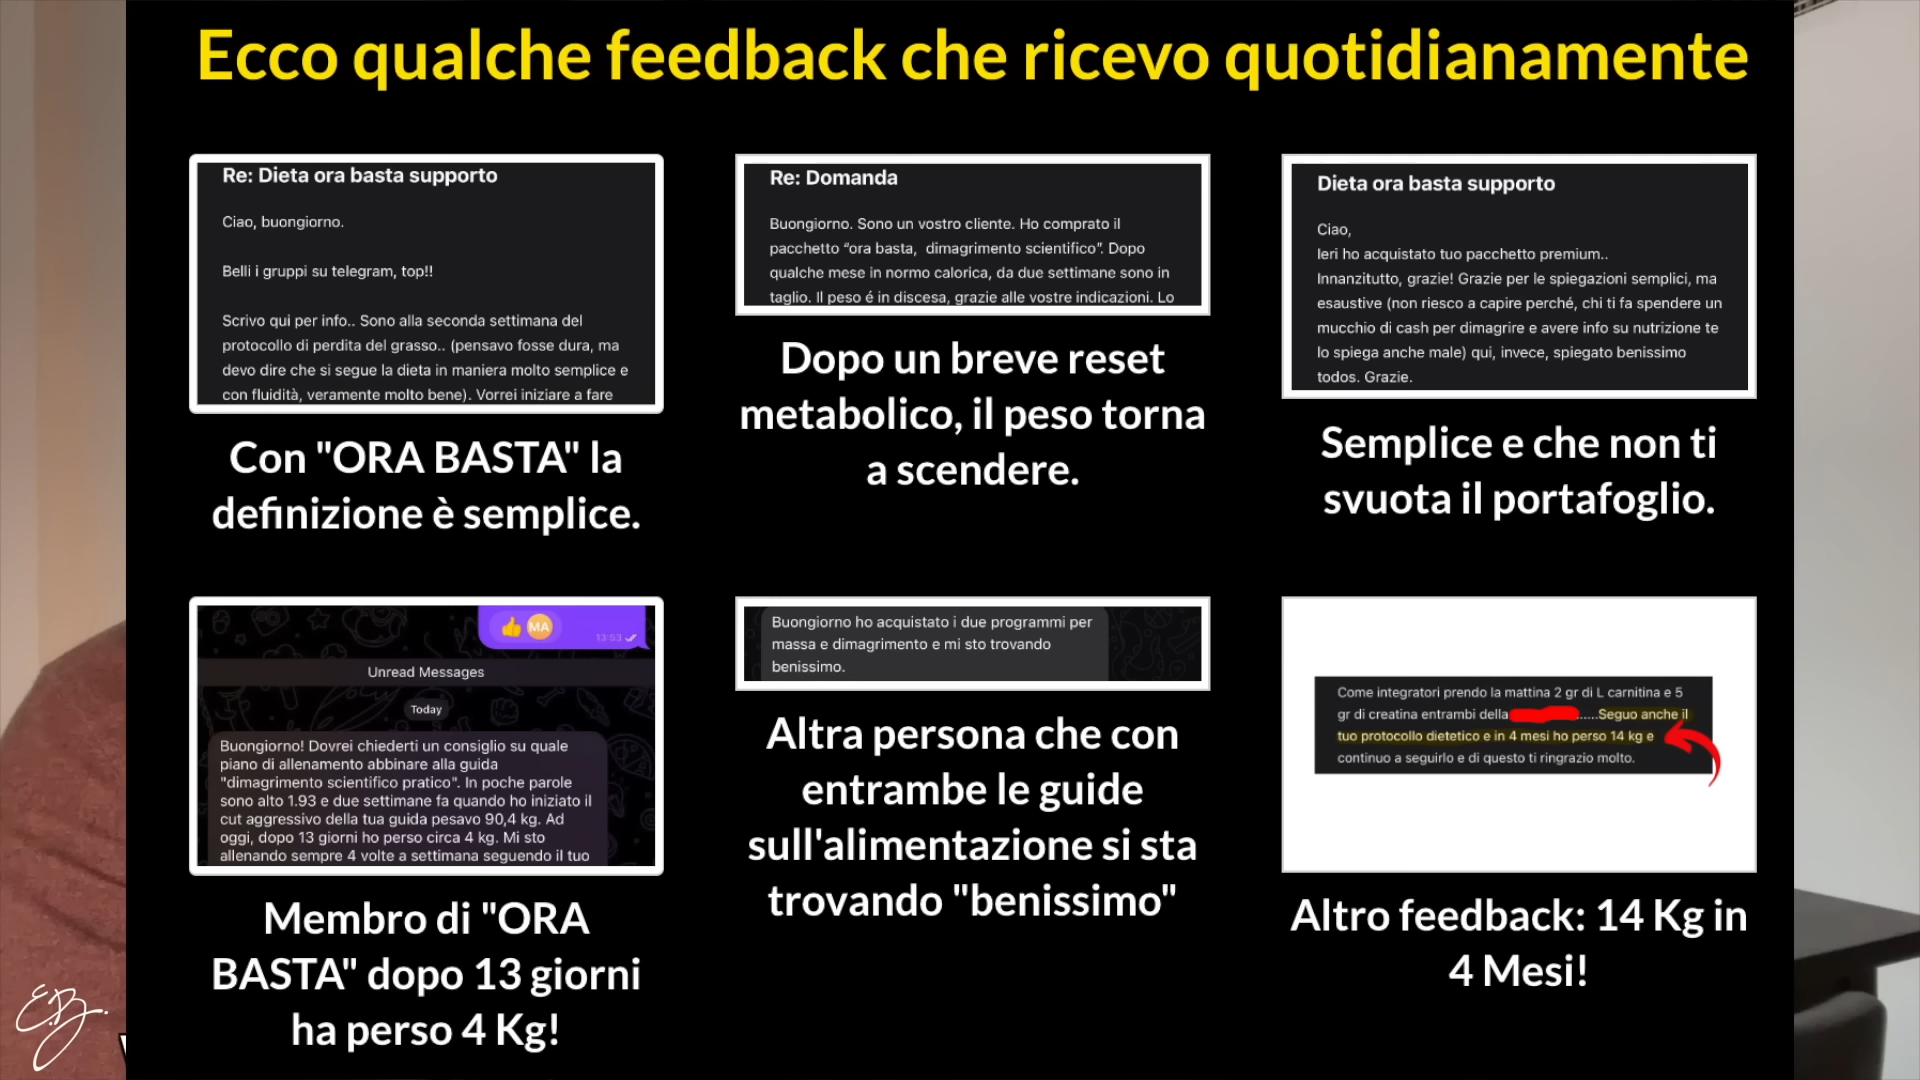 Ecco qualche feedback che ricevo quotidianamente
Re: Dieta ora basta supporto
Ciao, buongiorno.
Belli i gruppi su telegram, top!!
Scrivo qui per info.. Sono alla seconda settimana del
protocollo di perdita del grasso.. (pensavo fosse dura, ma
devo dire che si segue la dieta in maniera molto semplice e
con fluidità, veramente molto bene). Vorrei iniziare a fare
Con "ORA BASTA" la
definizione è semplice.
Re: Domanda
Buongiorno. Sono un vostro cliente. Ho comprato il
pacchetto “ora basta, dimagrimento scientifico”. Dopo
qualche mese in normo calorica, da due settimane sono in
taglio. Il peso é in discesa, grazie alle vostre indicazioni. Lo
Dopo un breve reset
metabolico, il peso torna
a scendere.
Dieta ora basta supporto
Ciao,
Ieri ho acquistato tuo pacchetto premium..
Innanzitutto, grazie! Grazie per le spiegazioni semplici, ma
esaustive (non riesco a capire perché, chi ti fa spendere un
mucchio di cash per dimagrire e avere info su nutrizione te
lo spiega anche male) qui, invece, spiegato benissimo
todos. Grazie.
Semplice e che non ti
svuota il portafoglio.
MA
13:53
Unread Messages
Today
Buongiorno! Dovrei chiederti un consiglio su quale
piano di allenamento abbinare alla guida
"dimagrimento scientifico pratico". In poche parole
sono alto 1.93 e due settimane fa quando ho iniziato il
cut aggressivo della tua guida pesavo 90,4 kg. Ad
oggi, dopo 13 giorni ho perso circa 4 kg. Mi sto
allenando sempre 4 volte a settimana seguendo il tuo
Membro di "ORA
BASTA" dopo 13 giorni
ha perso 4 Kg!
Buongiorno ho acquistato i due programmi per
massa e dimagrimento e mi sto trovando
benissimo.
Altra persona che con
entrambe le guide
sull'alimentazione si sta
trovando "benissimo"
Come integratori prendo la mattina 2 gr di L carnitina e 5
gr di creatina entrambi della ......Seguo anche il
tuo protocollo dietetico e in 4 mesi ho perso 14 kg e
continuo a seguirlo e di questo ti ringrazio molto.
Altro feedback: 14 Kg in
4 Mesi!
E.B.